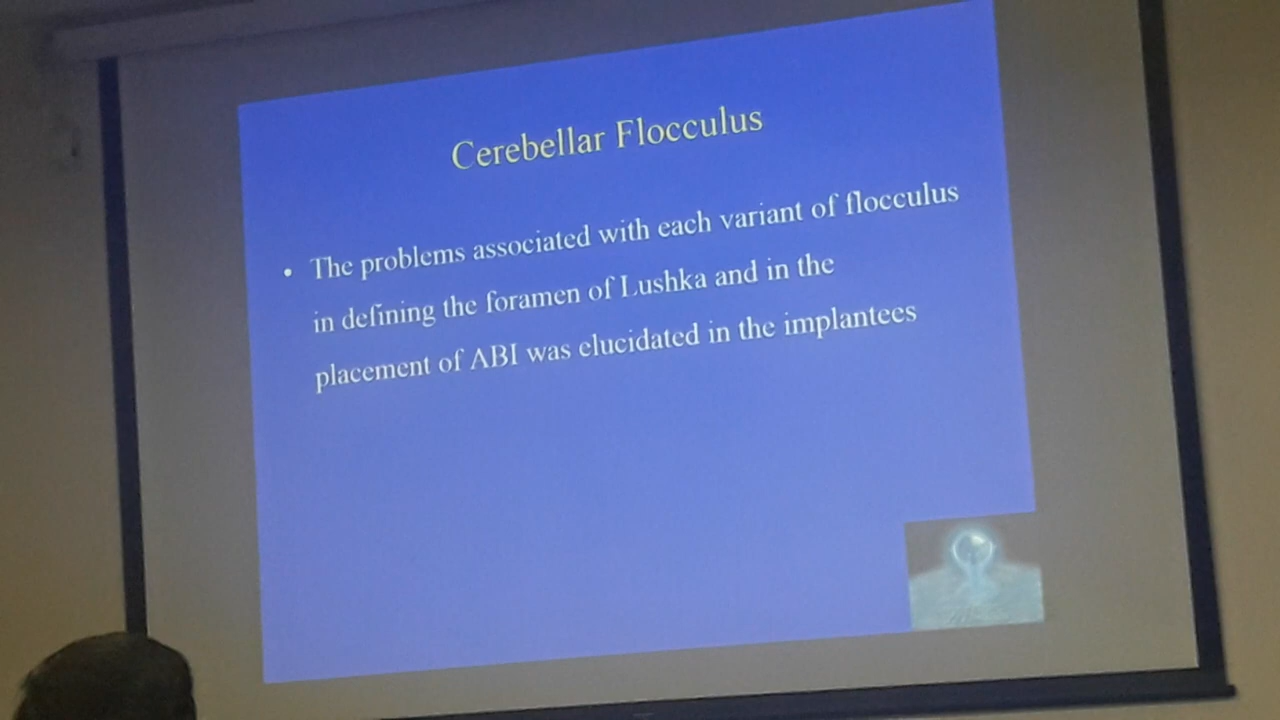 Cerebellar Flocculus
• The problems associated with each variant of flocculus
in defining the foramen of Lushka and in the
placement of ABI was elucidated in the implantees